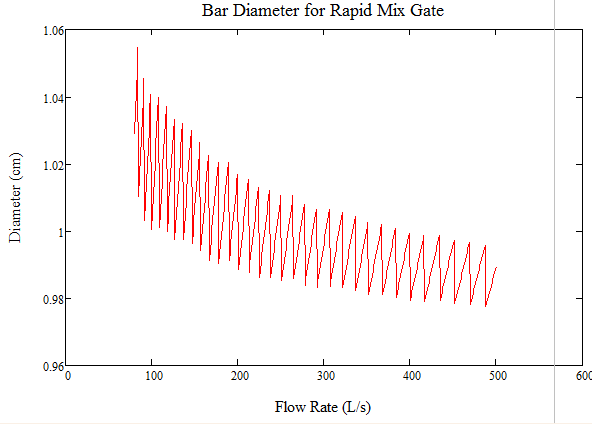 Bar Diameter for Rapid Mix Gate
1.06
1.04
1.02
1
0.98
0.96
Diameter (cm)
0 100 200 300 400 500 600
Flow Rate (L/s)